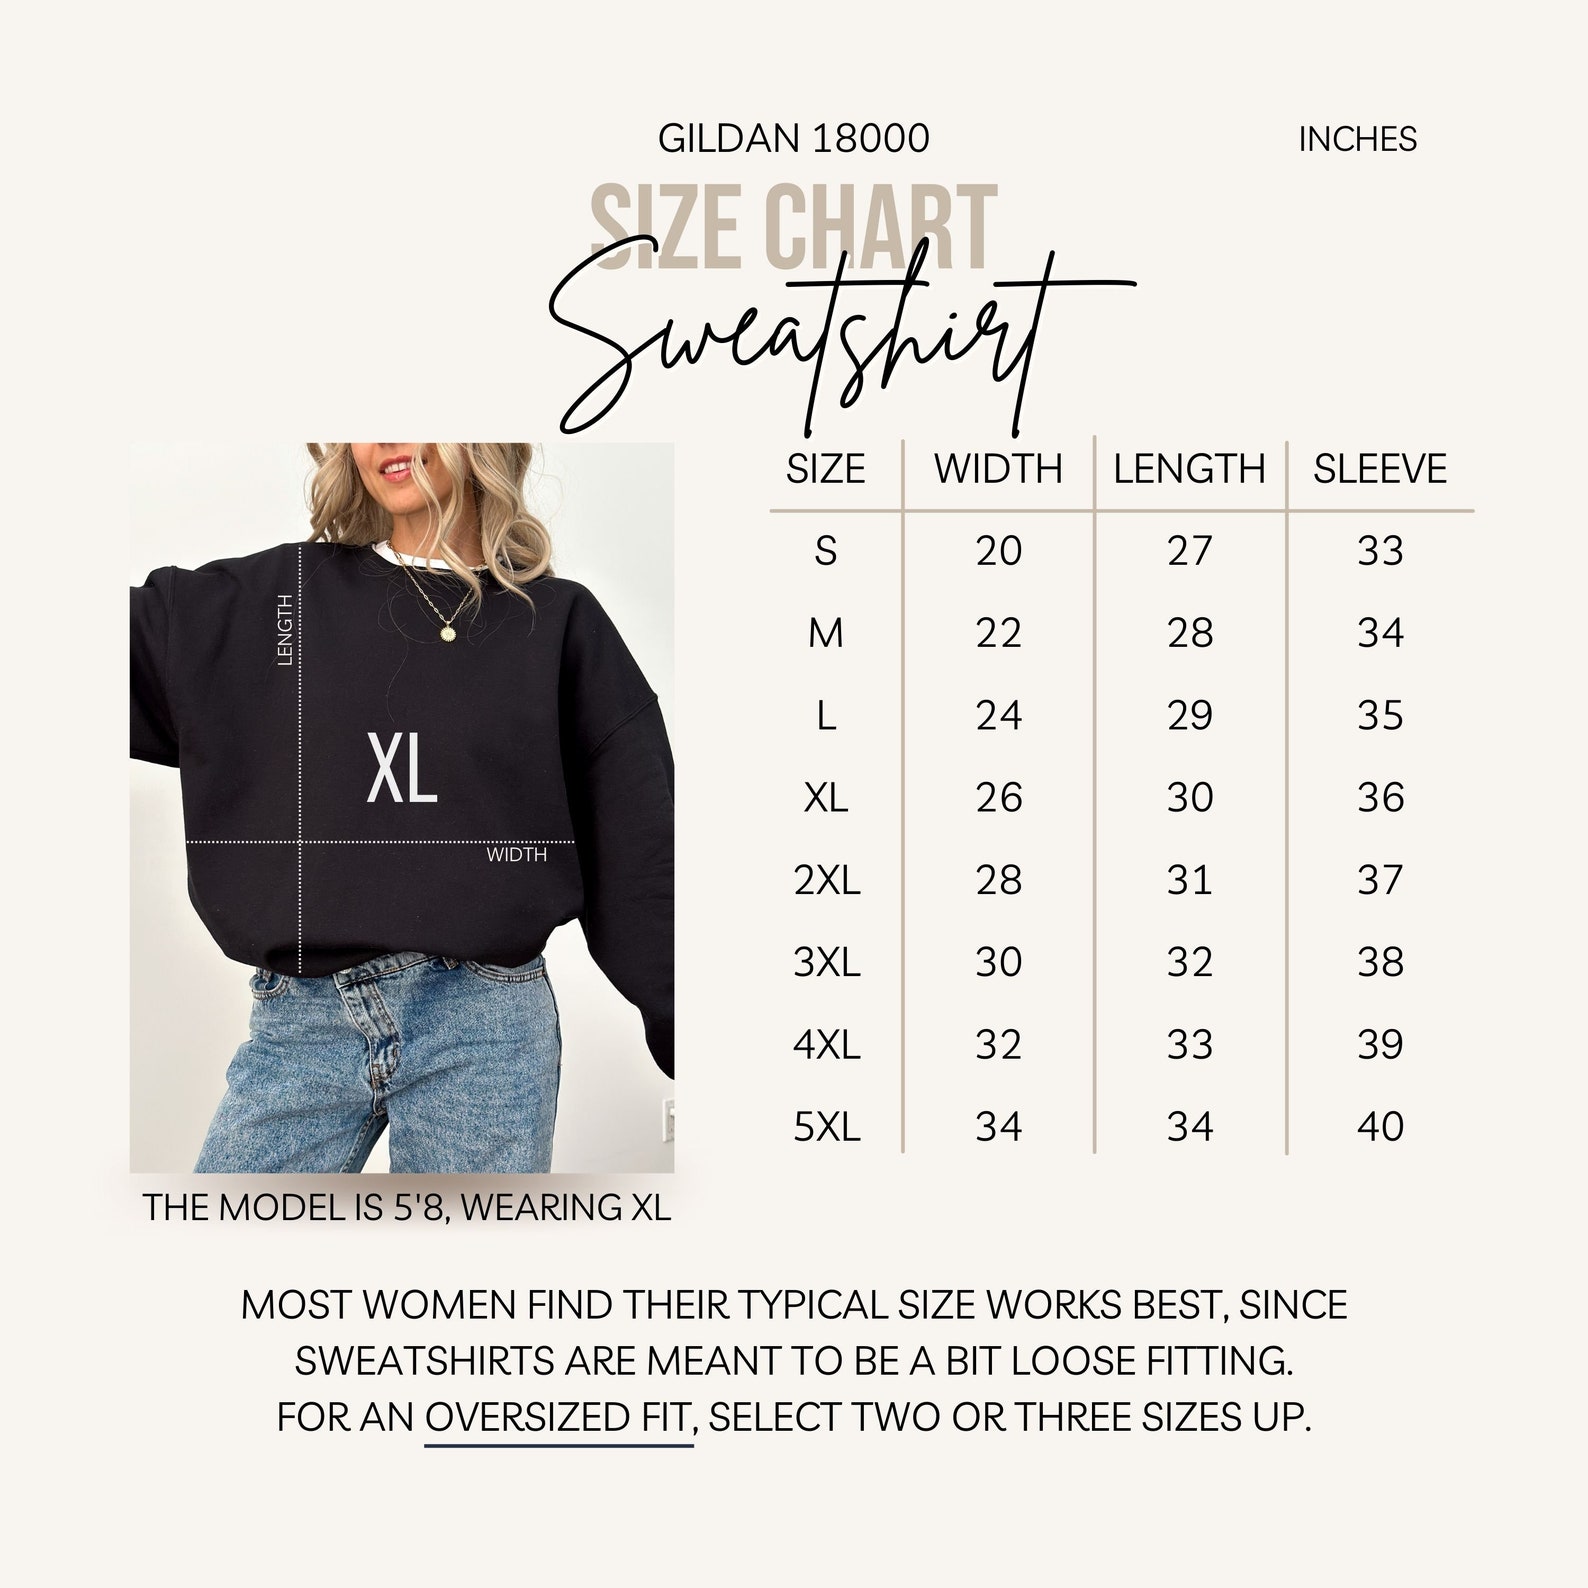 GILDAN 18000
INCHES
SIZE CHART
Sweatshirt
SIZE WIDTH LENGTH SLEEVE
S 20 27 33
M 22 28 34
L 24 29 35
XL 26 30 36
2XL 28 31 37
3XL 30 32 38
4XL 32 33 39
5XL 34 34 40
LENGTH
XL
WIDTH
THE MODEL IS 5'8, WEARING XL
MOST WOMEN FIND THEIR TYPICAL SIZE WORKS BEST, SINCE
SWEATSHIRTS ARE MEANT TO BE A BIT LOOSE FITTING.
FOR AN OVERSIZED FIT, SELECT TWO OR THREE SIZES UP.